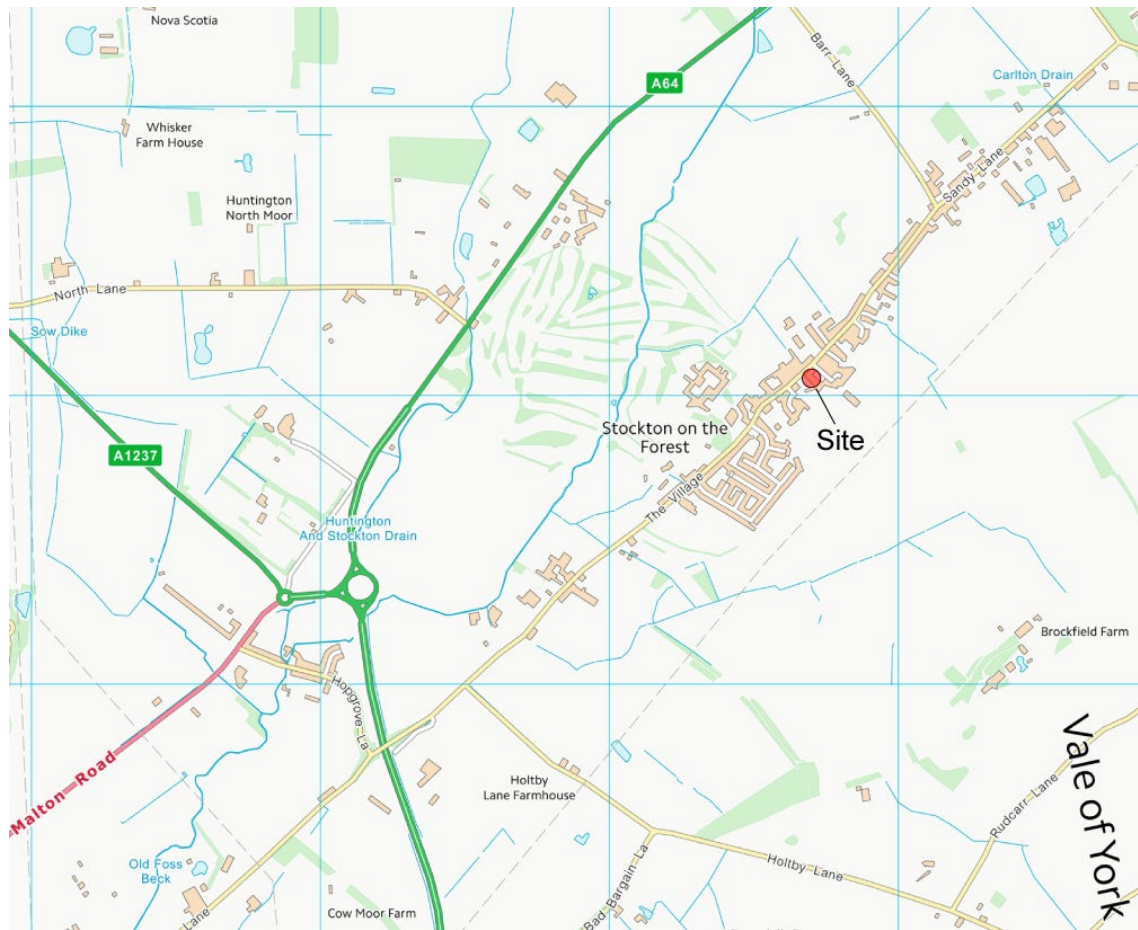 Nova Scotia
Barr Lane
Carlton Drain
A64
Whisker
Farm House
Sandy Lane
Huntington
North Moor
North Lane
Sow Dike
Stockton on the
Forest
Site
A1237
The Village
Huntington
And Stockton Drain
Brockfield Farm
Hopgrove La
Vale of York
Malton Road
Holtby
Lane Farmhouse
Rudcarr Lane
Old Foss
Beck
Holtby Lane
Bad Bargain La
Lane
Cow Moor Farm